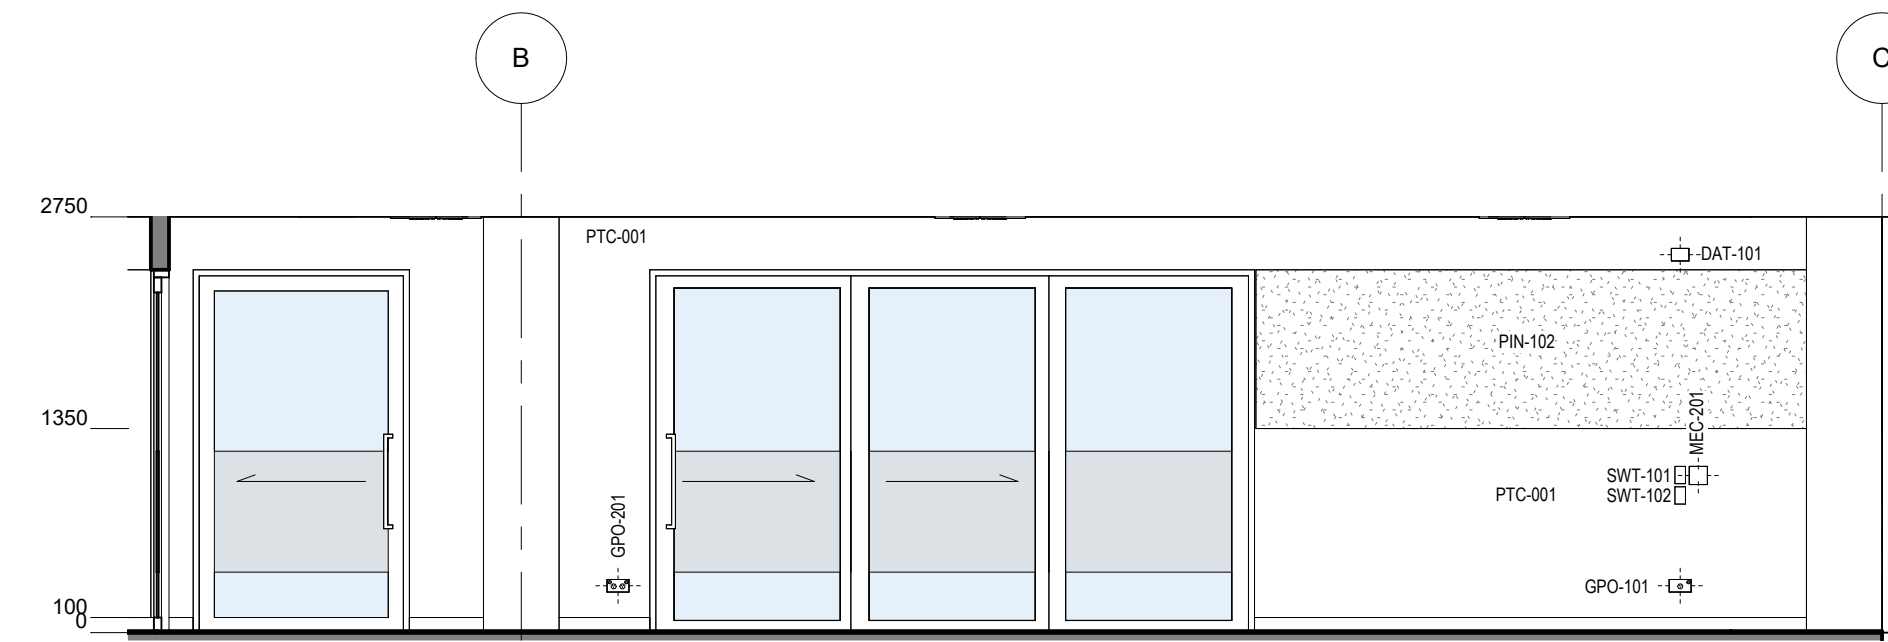 B
C
2750
PTC-001
DAT-101
PIN-102
1350
MEC-201
SWT-101
PTC-001
SWT-102
GPO-201
GPO-101
100
0